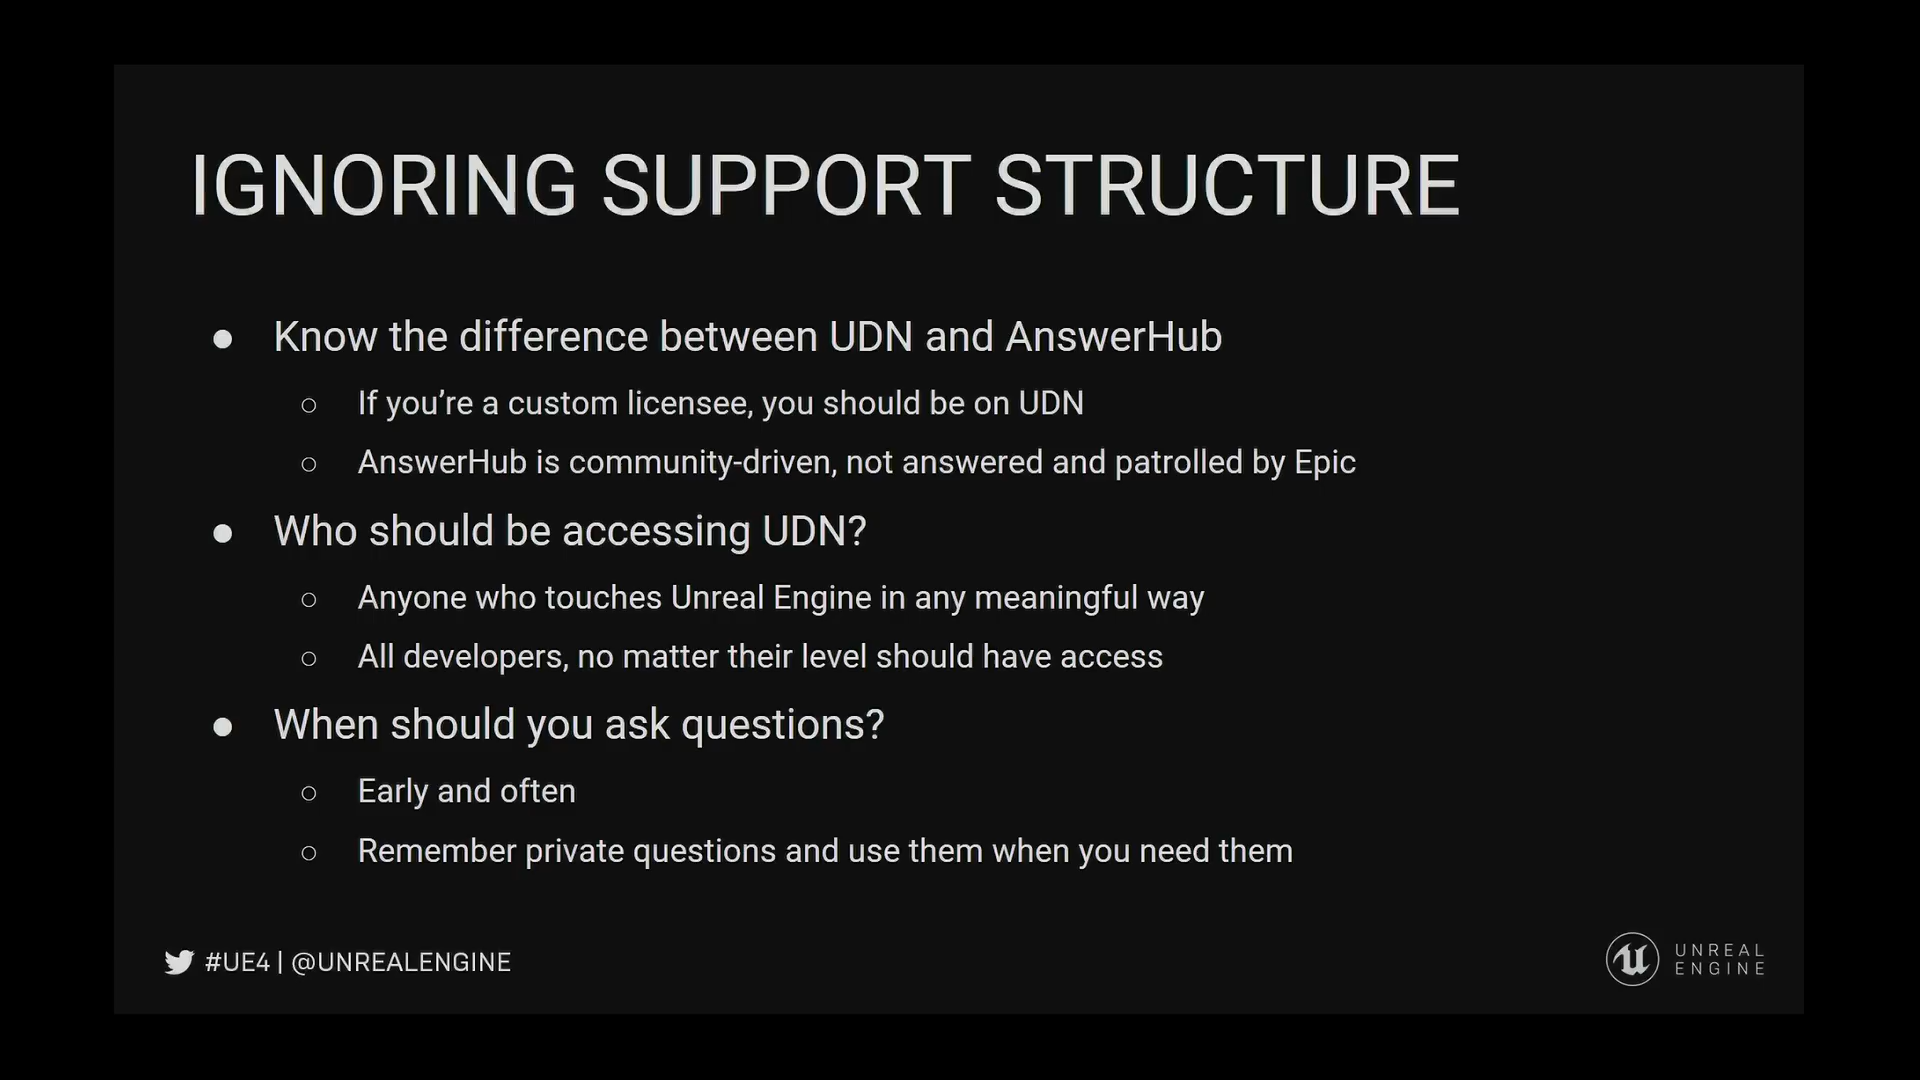 IGNORING SUPPORT STRUCTURE
● Know the difference between UDN and AnswerHub
○ If you’re a custom licensee, you should be on UDN
○ AnswerHub is community-driven, not answered and patrolled by Epic
● Who should be accessing UDN?
○ Anyone who touches Unreal Engine in any meaningful way
○ All developers, no matter their level should have access
● When should you ask questions?
○ Early and often
○ Remember private questions and use them when you need them
#UE4 | @UNREALENGINE
UNREAL
ENGINE